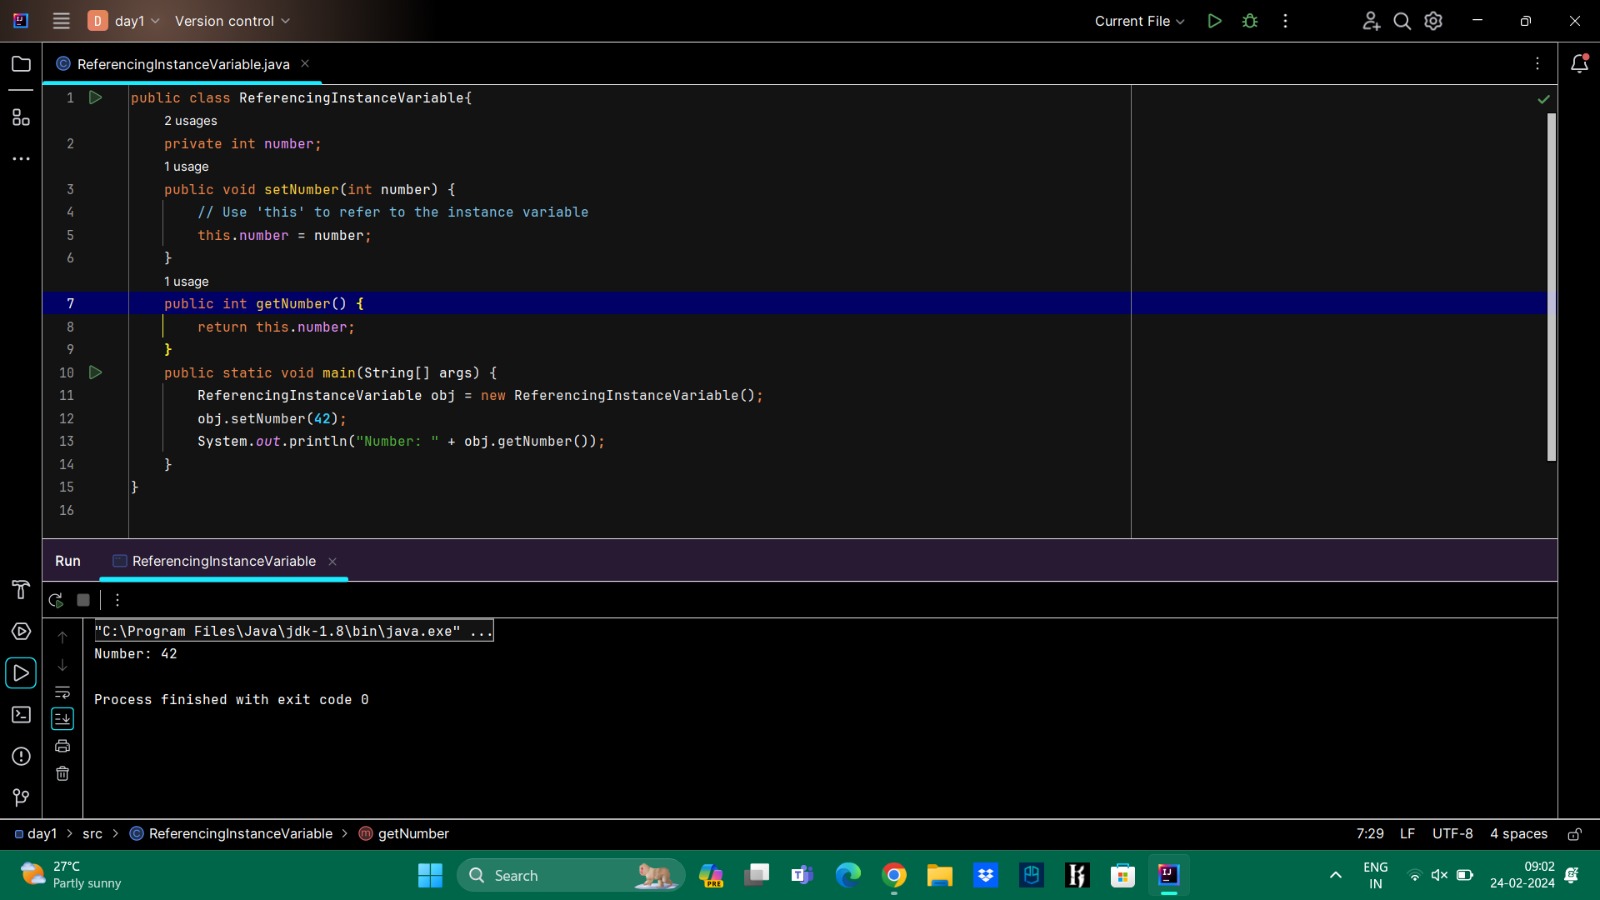 D day1 Version control Current File
ReferencingInstanceVariable.java
1 public class ReferencingInstanceVariable{
2 usages
2 private int number;
1 usage
3 public void setNumber(int number) {
4 // Use 'this' to refer to the instance variable
5 this.number = number;
6 }
1 usage
7 public int getNumber() {
8 return this.number;
9 }
10 public static void main(String[] args) {
11 ReferencingInstanceVariable obj = new ReferencingInstanceVariable();
12 obj.setNumber(42);
13 System.out.println("Number: " + obj.getNumber());
14 }
15 }
16
Run ReferencingInstanceVariable
"C:\Program Files\Java\jdk-1.8\bin\java.exe" ...
Number: 42
Process finished with exit code 0
day1 > src > ReferencingInstanceVariable > getNumber 7:29 LF UTF-8 4 spaces
27°C
Partly sunny
Search
PRE
ENG
IN
09:02
24-02-2024